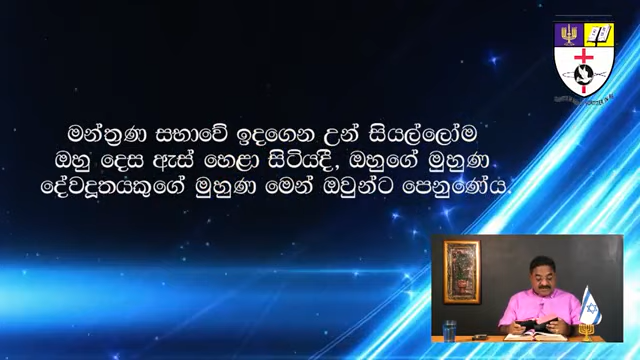 මන්ත්‍රණ සභාවේ ඉඳගෙන උන් සියල්ලෝම
ඔහු දෙස ඇස් හෙළා සිටියදී, ඔහුගේ මුහුණ
දේවදූතයකුගේ මුහුණ මෙන් ඔවුන්ට පෙනුණේය.